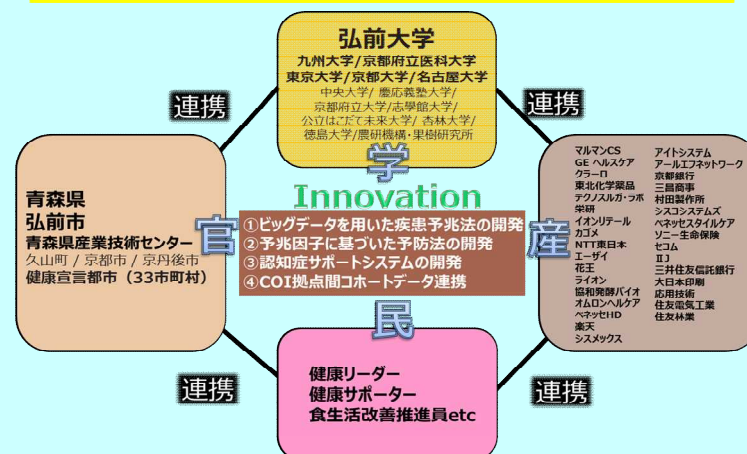 弘前大学
九州大学/京都府立医科大学
東京大学/京都大学/名古屋大学
中央大学/ 慶応義塾大学/
京都府立大学/志學館大学/
公立はこだて未来大学/ 杏林大学/
徳島大学/農研機構・果樹研究所
連携
連携
学
Innovation
青森県
弘前市
青森県産業技術センター
久山町 / 京都市 / 京丹後市
健康宣言都市（33市町村）
官
①ビッグデータを用いた疾患予兆法の開発
②予兆因子に基づいた予防法の開発
③認知症サポートシステムの開発
④COI拠点間コホートデータ連携
産
マルマンCS
GE ヘルスケア
クラーロ
東北化学薬品
テクノスルガ・ラボ
学研
イオンリテール
カゴメ
NTT東日本
エーザイ
花王
ライオン
協和発酵バイオ
オムロンヘルケア
ベネッセHD
楽天
シスメックス
アイトシステム
アールエフネットワーク
京都銀行
三昌商事
村田製作所
シスコシステムズ
ベネッセスタイルケア
ソニー生命保険
セコム
IIJ
三井住友信託銀行
大日本印刷
応用技術
住友電気工業
住友林業
民
連携
連携
健康リーダー
健康サポーター
食生活改善推進員etc